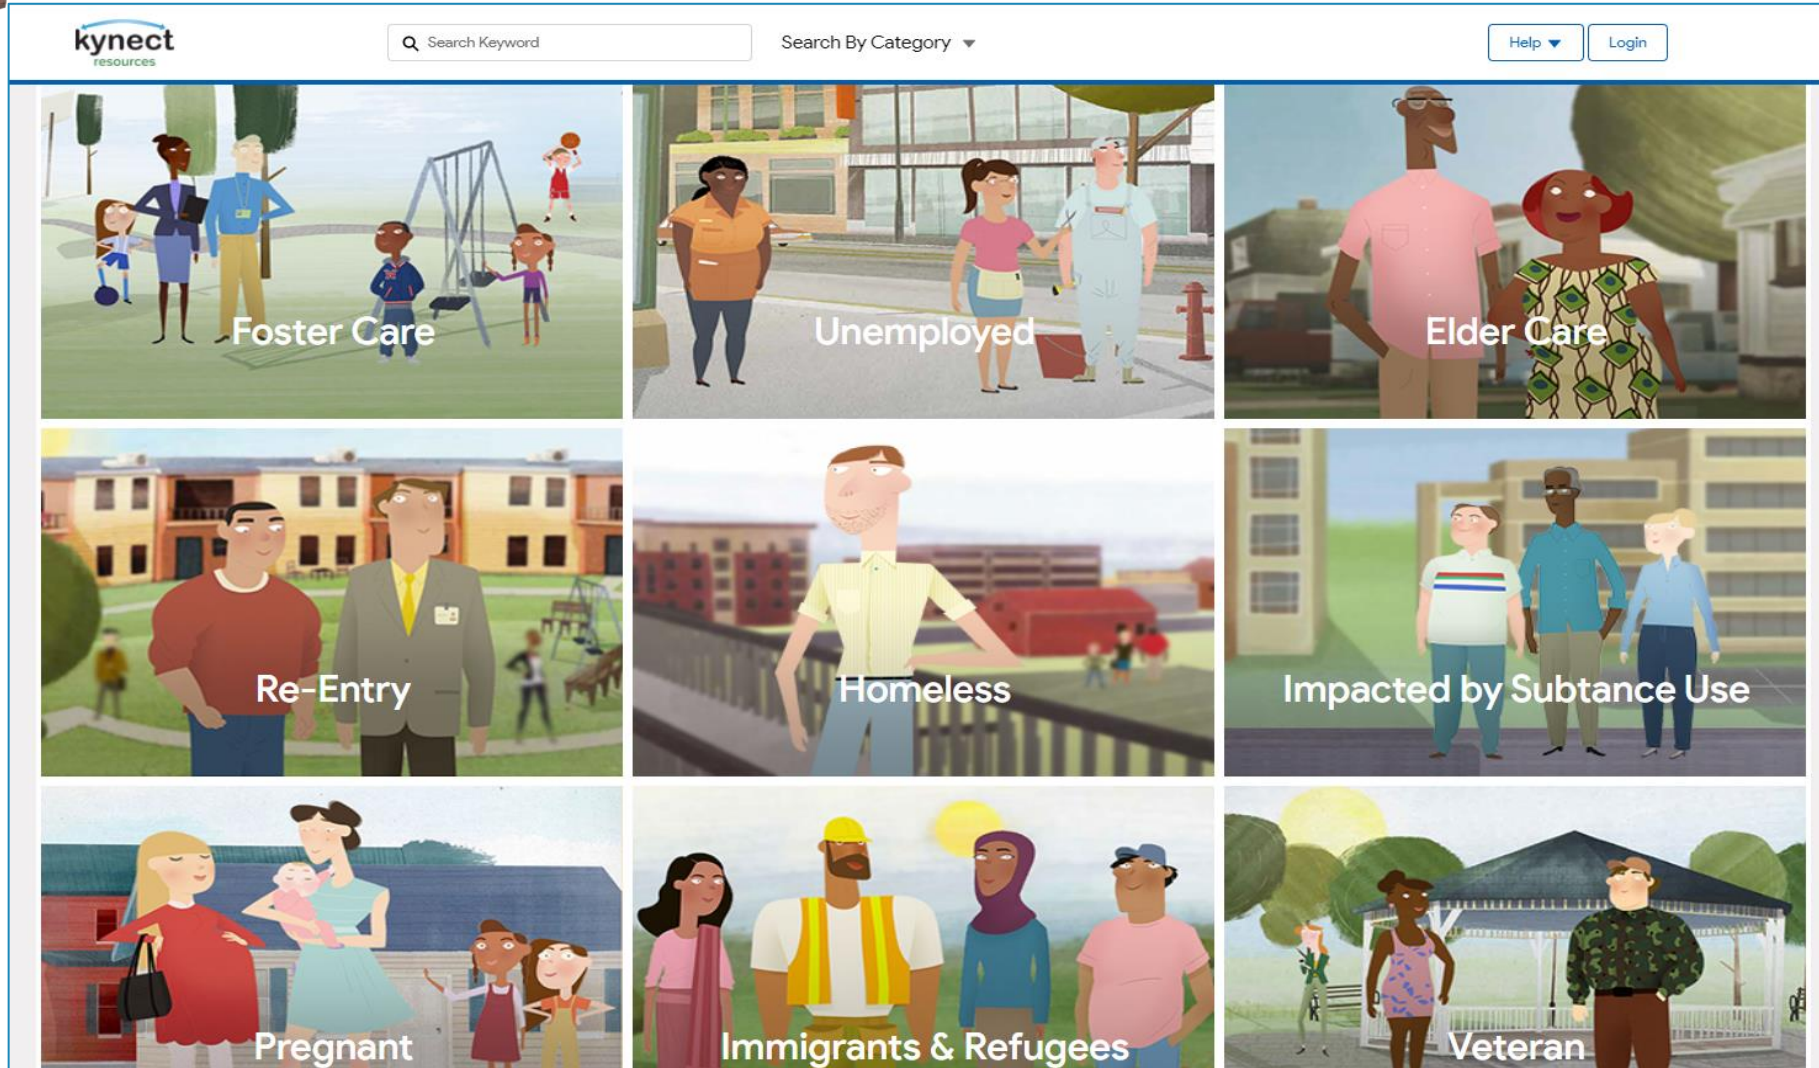 kynect
resources
Search Keyword
Search By Category
Help
Login
Foster Care
Unemployed
Elder Care
Re-Entry
Homeless
Impacted by Subtance Use
Pregnant
Immigrants & Refugees
Veteran